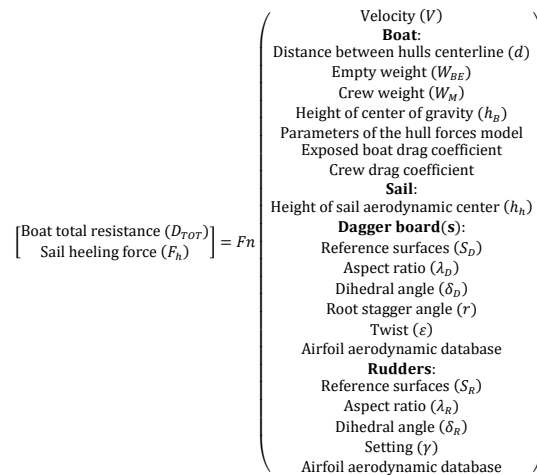 [Boat total resistance (D_TOT)
Sail heeling force (F_h)] = Fn
Velocity (V)
Boat:
Distance between hulls centerline (d)
Empty weight (W_BE)
Crew weight (W_M)
Height of center of gravity (h_B)
Parameters of the hull forces model
Exposed boat drag coefficient
Crew drag coefficient
Sail:
Height of sail aerodynamic center (h_h)
Dagger board(s):
Reference surfaces (S_D)
Aspect ratio (λ_D)
Dihedral angle (δ_D)
Root stagger angle (r)
Twist (ε)
Airfoil aerodynamic database
Rudders:
Reference surfaces (S_R)
Aspect ratio (λ_R)
Dihedral angle (δ_R)
Setting (γ)
Airfoil aerodynamic database